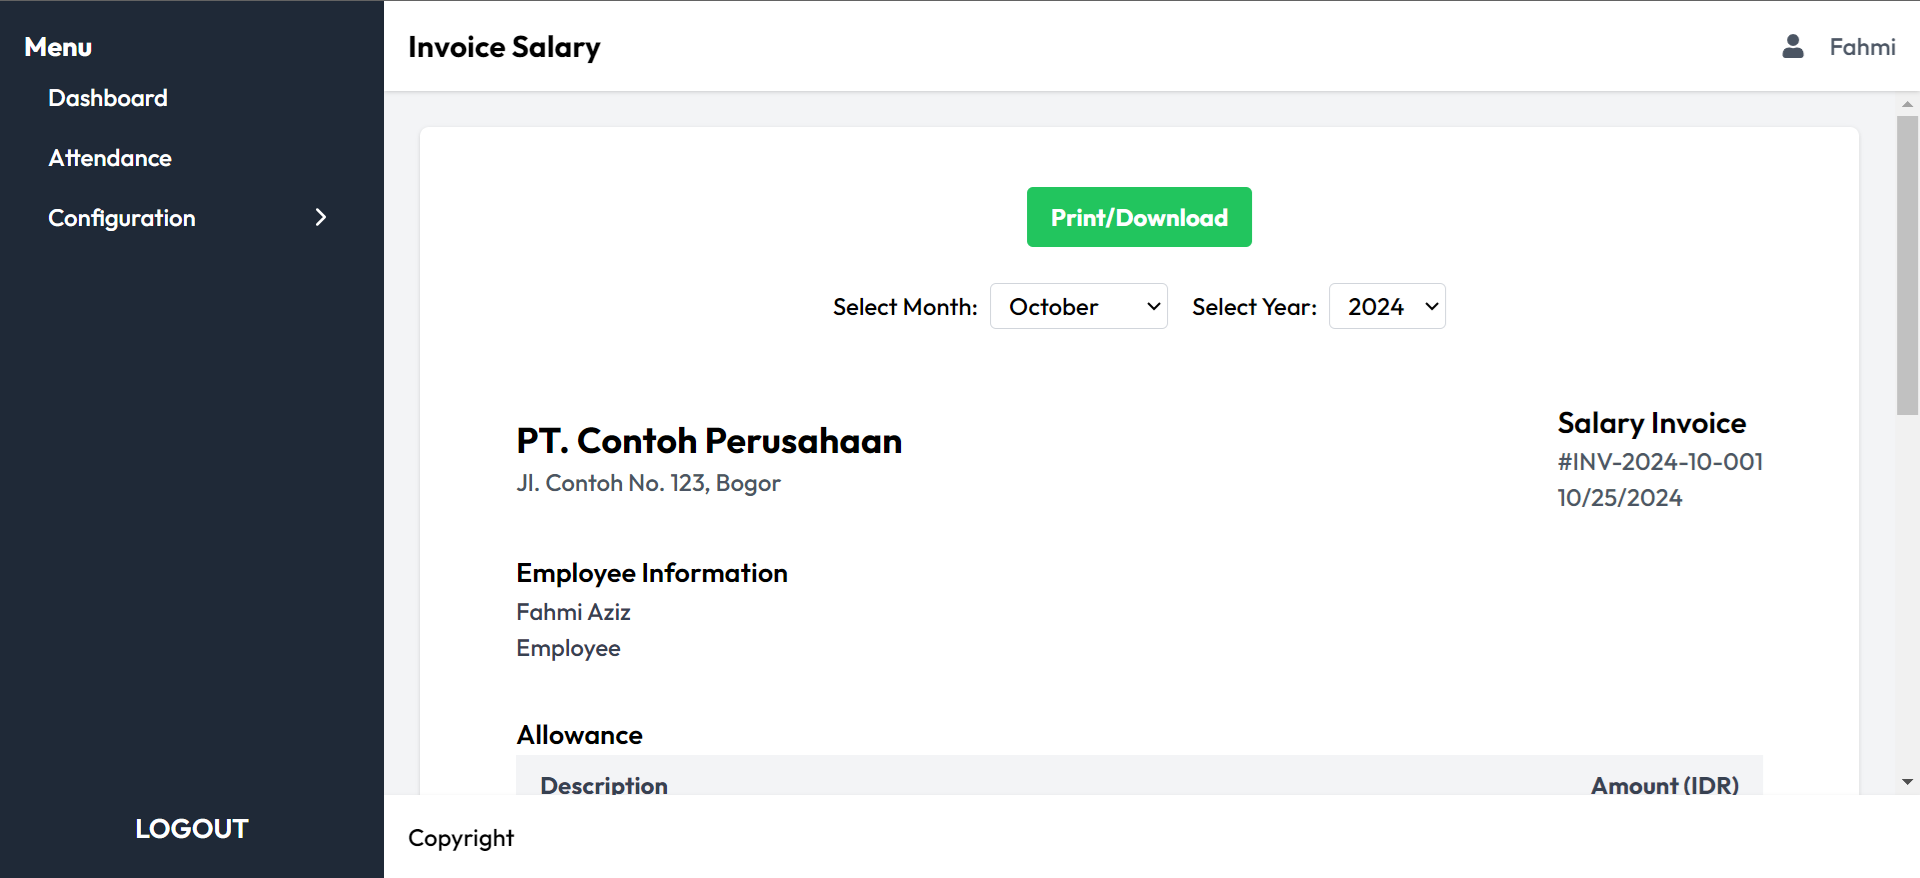 Menu
Dashboard
Attendance
Configuration
LOGOUT
Invoice Salary
Fahmi
Print/Download
Select Month: October Select Year: 2024
PT. Contoh Perusahaan
Jl. Contoh No. 123, Bogor
Salary Invoice
#INV-2024-10-001
10/25/2024
Employee Information
Fahmi Aziz
Employee
Allowance
Description Amount (IDR)
Copyright